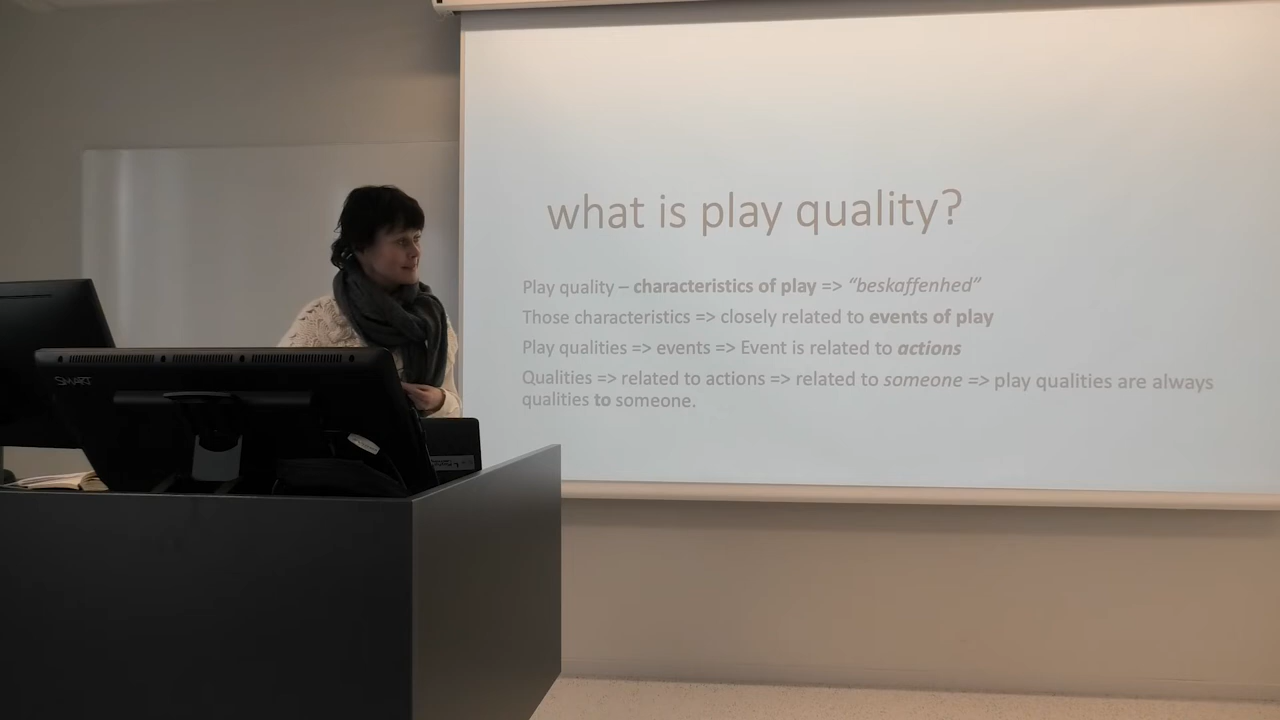 what is play quality?
Play quality – characteristics of play => “beskaffenhed”
Those characteristics => closely related to events of play
Play qualities => events => Event is related to actions
Qualities => related to actions => related to someone => play qualities are always
qualities to someone.
SMART